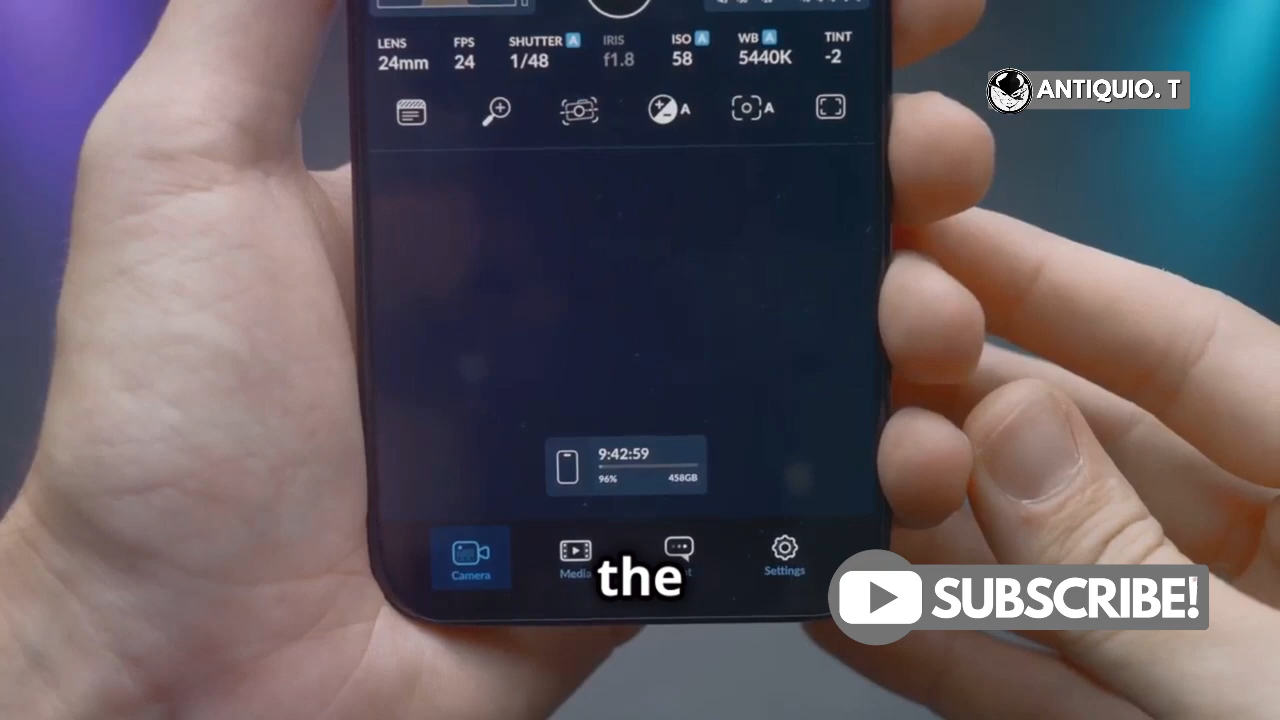 LENS FPS SHUTTER A IRIS ISO A WB A TINT
24mm 24 1/48 f1.8 58 5440K -2
A A
ANTIQUIO. T
9:42:59
96% 458GB
Camera Media Settings
the
SUBSCRIBE!